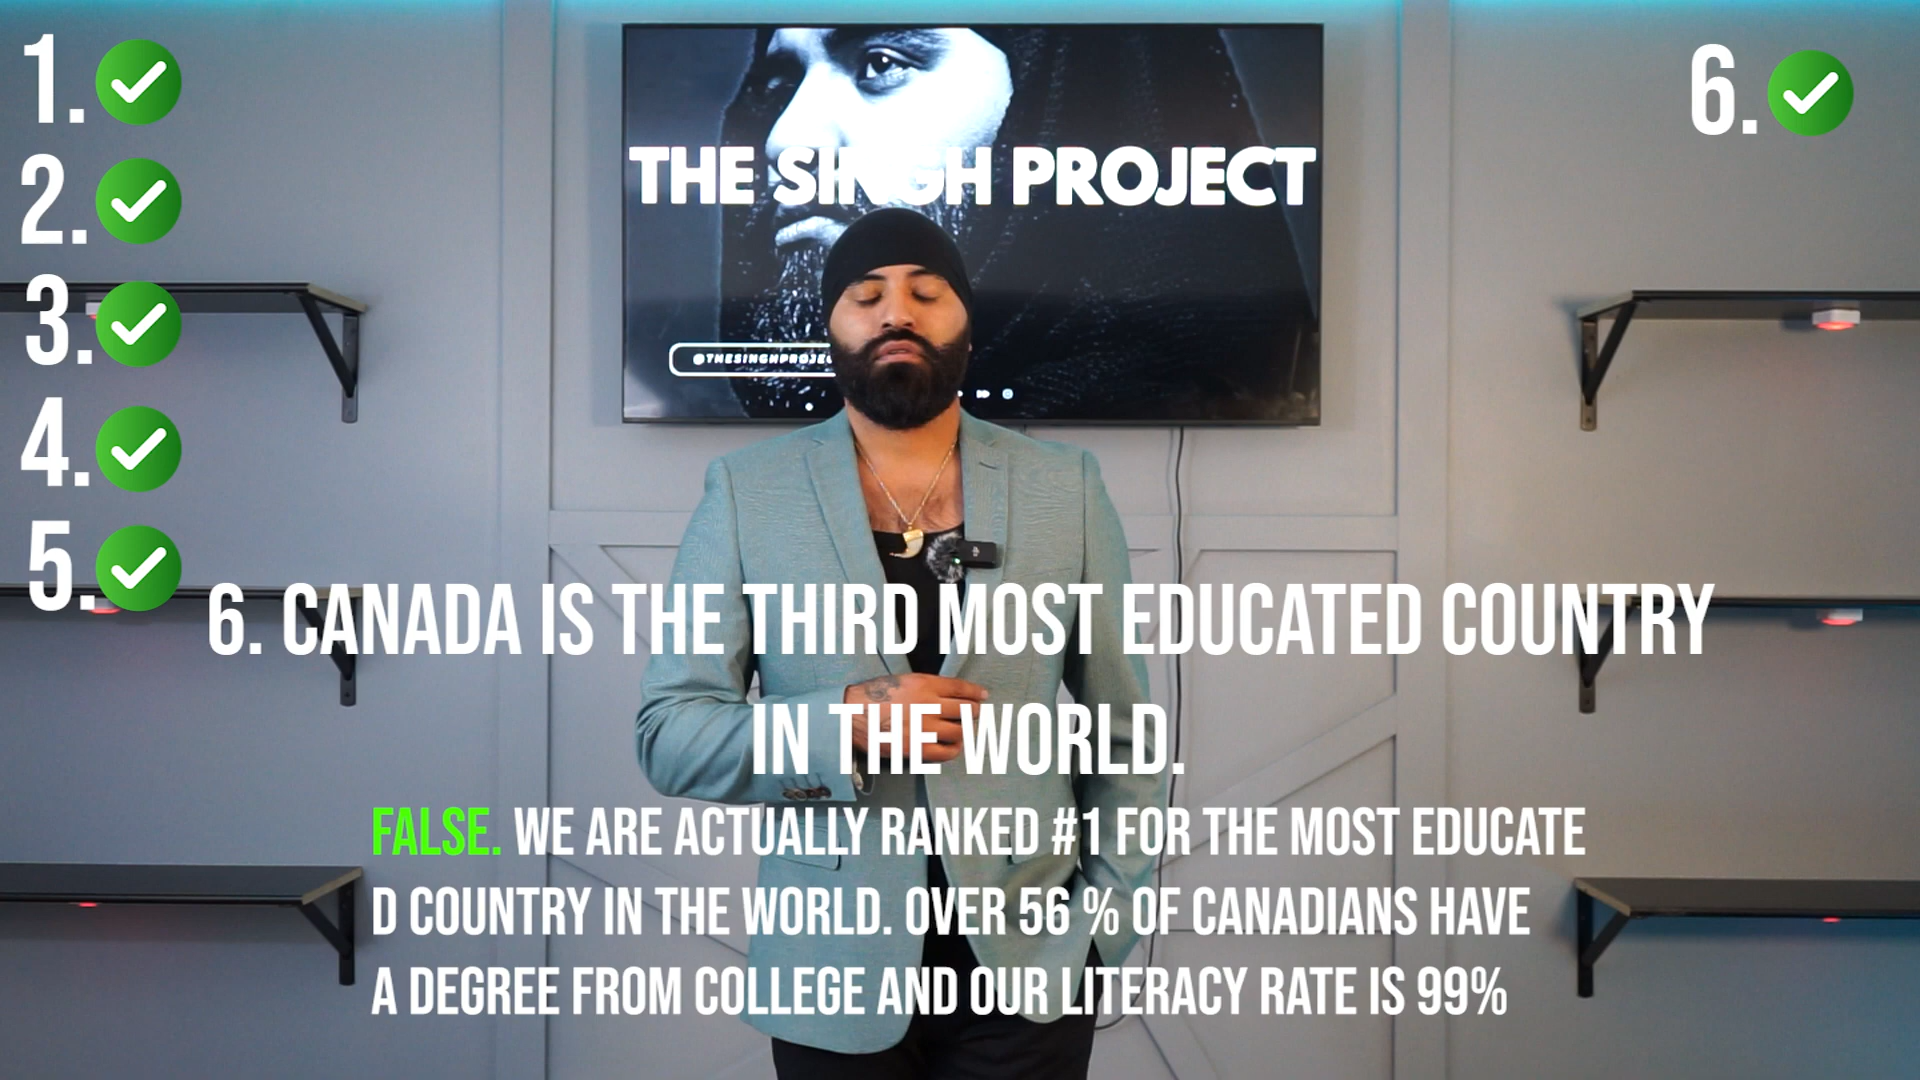 1.
2.
3.
4.
5.
6.
THE SINGH PROJECT
@THESINGHPROJEC
6. CANADA IS THE THIRD MOST EDUCATED COUNTRY
IN THE WORLD.
FALSE. WE ARE ACTUALLY RANKED #1 FOR THE MOST EDUCATE
D COUNTRY IN THE WORLD. OVER 56 % OF CANADIANS HAVE
A DEGREE FROM COLLEGE AND OUR LITERACY RATE IS 99%